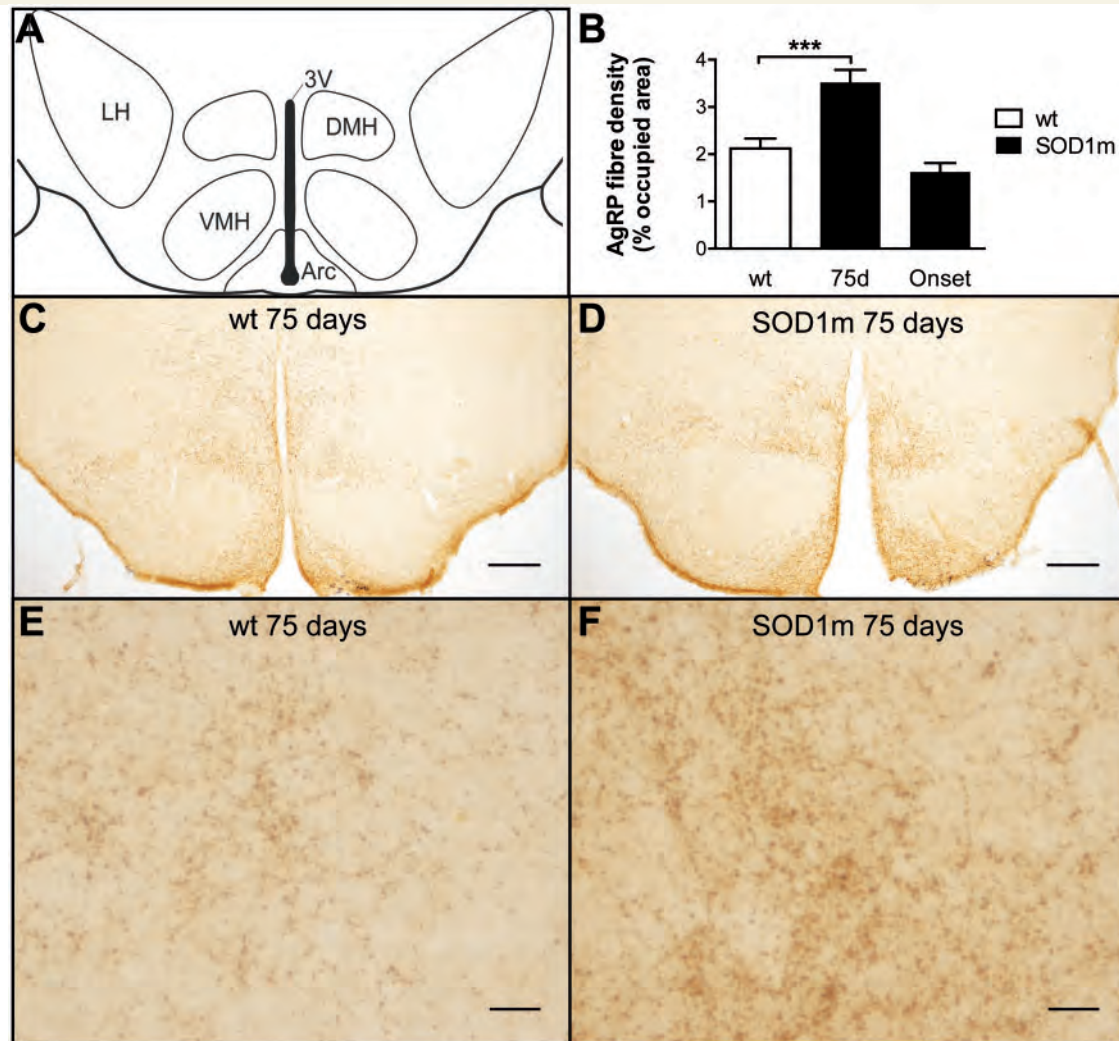 A
3V
LH
DMH
VMH
Arc
B
AgRP fibre density
(% occupied area)
4
3
2
1
0
***
wt
75d
Onset
wt
SOD1m
C
wt 75 days
D
SOD1m 75 days
E
wt 75 days
F
SOD1m 75 days